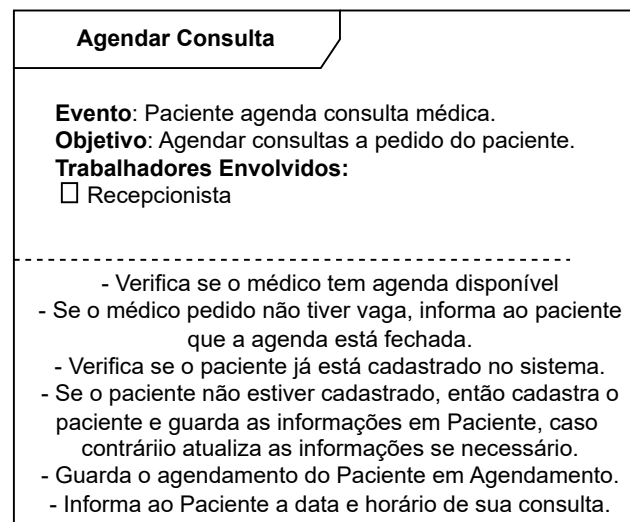 Agendar Consulta
Evento: Paciente agenda consulta médica.
Objetivo: Agendar consultas a pedido do paciente.
Trabalhadores Envolvidos:
☐ Recepcionista
- Verifica se o médico tem agenda disponível
- Se o médico pedido não tiver vaga, informa ao paciente
que a agenda está fechada.
- Verifica se o paciente já está cadastrado no sistema.
- Se o paciente não estiver cadastrado, então cadastra o
paciente e guarda as informações em Paciente, caso
contráriio atualiza as informações se necessário.
- Guarda o agendamento do Paciente em Agendamento.
- Informa ao Paciente a data e horário de sua consulta.